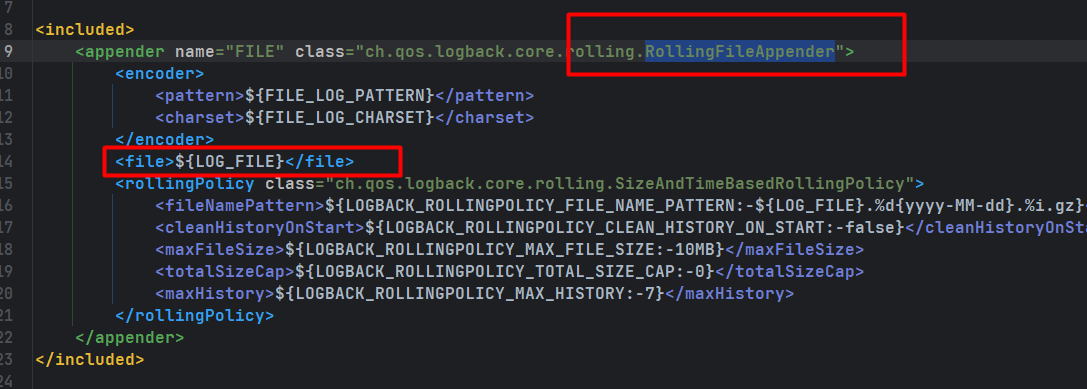 7
8 <included>
9 <appender name="FILE" class="ch.qos.logback.core.rolling.RollingFileAppender">
10 <encoder>
11 <pattern>${FILE_LOG_PATTERN}</pattern>
12 <charset>${FILE_LOG_CHARSET}</charset>
13 </encoder>
14 <file>${LOG_FILE}</file>
15 <rollingPolicy class="ch.qos.logback.core.rolling.SizeAndTimeBasedRollingPolicy">
16 <fileNamePattern>${LOGBACK_ROLLINGPOLICY_FILE_NAME_PATTERN:-${LOG_FILE}.%d{yyyy-MM-dd}.%i.gz}<
17 <cleanHistoryOnStart>${LOGBACK_ROLLINGPOLICY_CLEAN_HISTORY_ON_START:-false}</cleanHistoryOnSta
18 <maxFileSize>${LOGBACK_ROLLINGPOLICY_MAX_FILE_SIZE:-10MB}</maxFileSize>
19 <totalSizeCap>${LOGBACK_ROLLINGPOLICY_TOTAL_SIZE_CAP:-0}</totalSizeCap>
20 <maxHistory>${LOGBACK_ROLLINGPOLICY_MAX_HISTORY:-7}</maxHistory>
21 </rollingPolicy>
22 </appender>
23 </included>
24